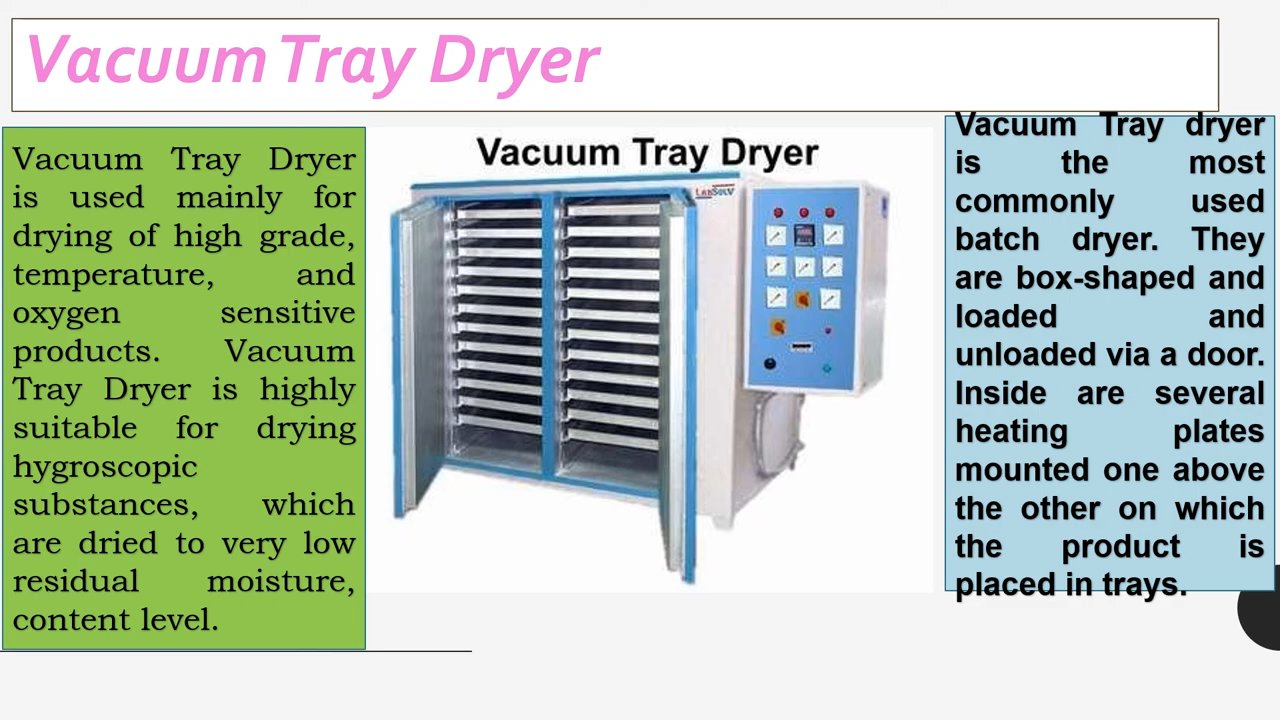 Vacuum Tray Dryer
Vacuum Tray Dryer
is used mainly for
drying of high grade,
temperature, and
oxygen sensitive
products. Vacuum
Tray Dryer is highly
suitable for drying
hygroscopic
substances, which
are dried to very low
residual moisture,
content level.
Vacuum Tray Dryer
LABSOLV
Vacuum Tray dryer
is the most
commonly used
batch dryer. They
are box-shaped and
loaded and
unloaded via a door.
Inside are several
heating plates
mounted one above
the other on which
the product is
placed in trays.